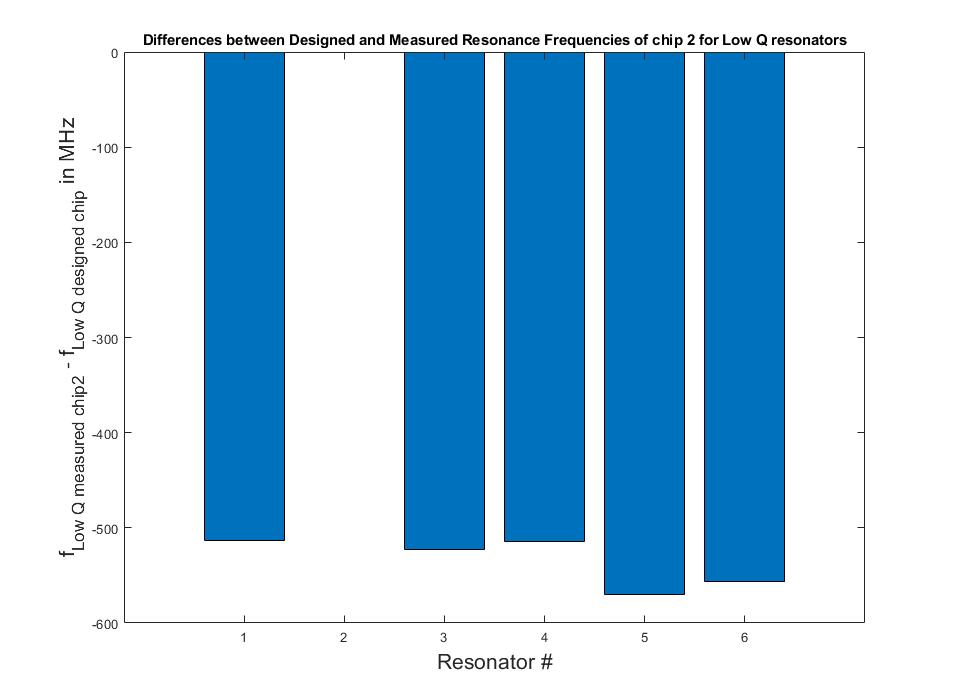 Differences between Designed and Measured Resonance Frequencies of chip 2 for Low Q resonators
f_Low Q measured chip2 - f_Low Q designed chip in MHz
0
-100
-200
-300
-400
-500
-600
1 2 3 4 5 6
Resonator #